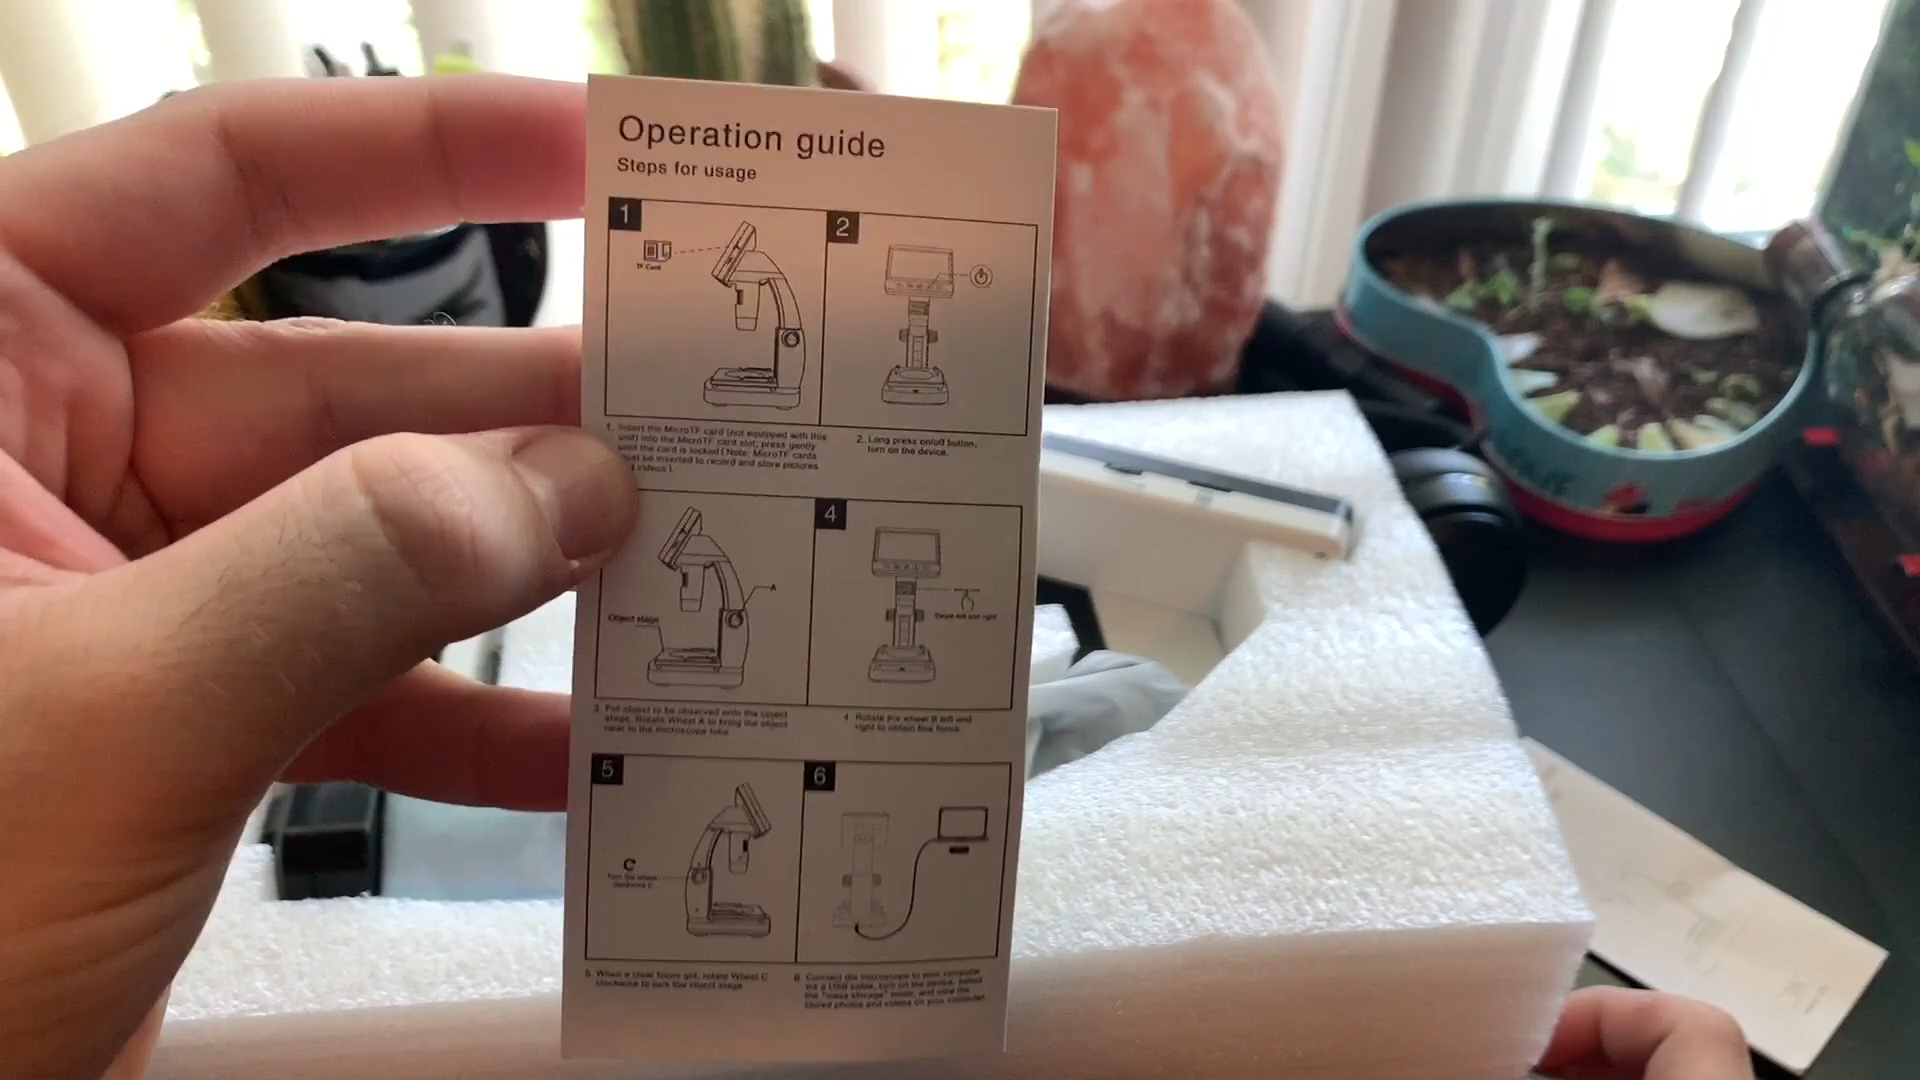 Operation guide
Steps for usage
1
2
TF Card
1. Insert the MicroTF card (not equipped with this
unit) into the MicroTF card slot; press gently
until the card is locked (Note: MicroTF cards
must be inserted to record and store pictures
videos).
2. Long press on/off button,
turn on the device.
4
A
Object stage
3. Put object to be observed onto the object
stage. Rotate Wheel A to bring the object
near to the microscope tube.
4. Rotate the wheel B left and
right to obtain fine focus.
5
6
C
5. When a clear focus got, rotate Wheel C
clockwise to lock the object stage.
6. Connect the microscope to your computer
via a USB cable, turn on the device, select
the "mass storage" mode, and view the
stored photos and videos on your computer.